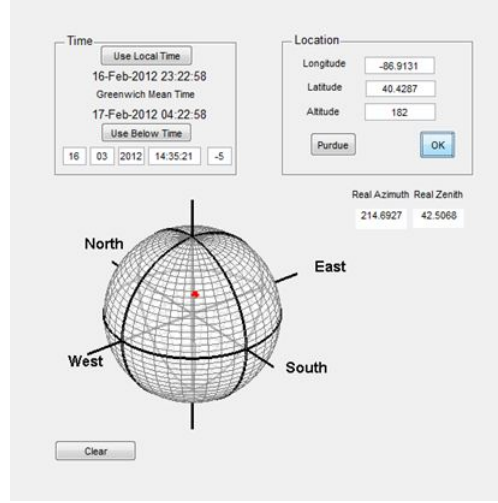 Time
Use Local Time
16-Feb-2012 23:22:58
Greenwich Mean Time
17-Feb-2012 04:22:58
Use Below Time
16 03 2012 14:35:21 -5
Location
Longitude -86.9131
Latitude 40.4287
Altitude 182
Purdue OK
Real Azimuth Real Zenith
214.6927 42.5068
North
East
West
South
Clear